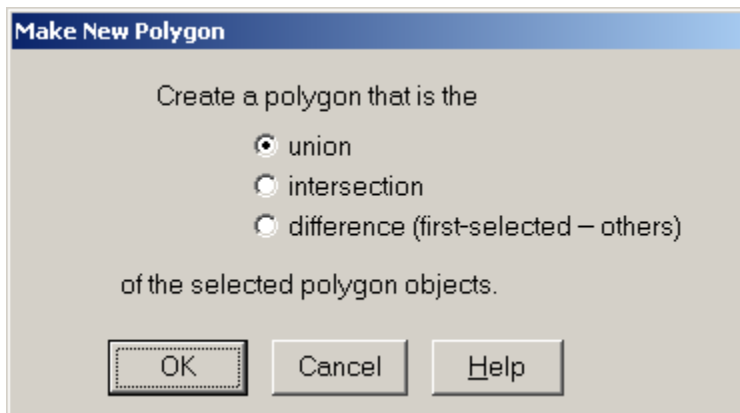 Make New Polygon
Create a polygon that is the
union
intersection
difference (first-selected – others)
of the selected polygon objects.
OK Cancel Help